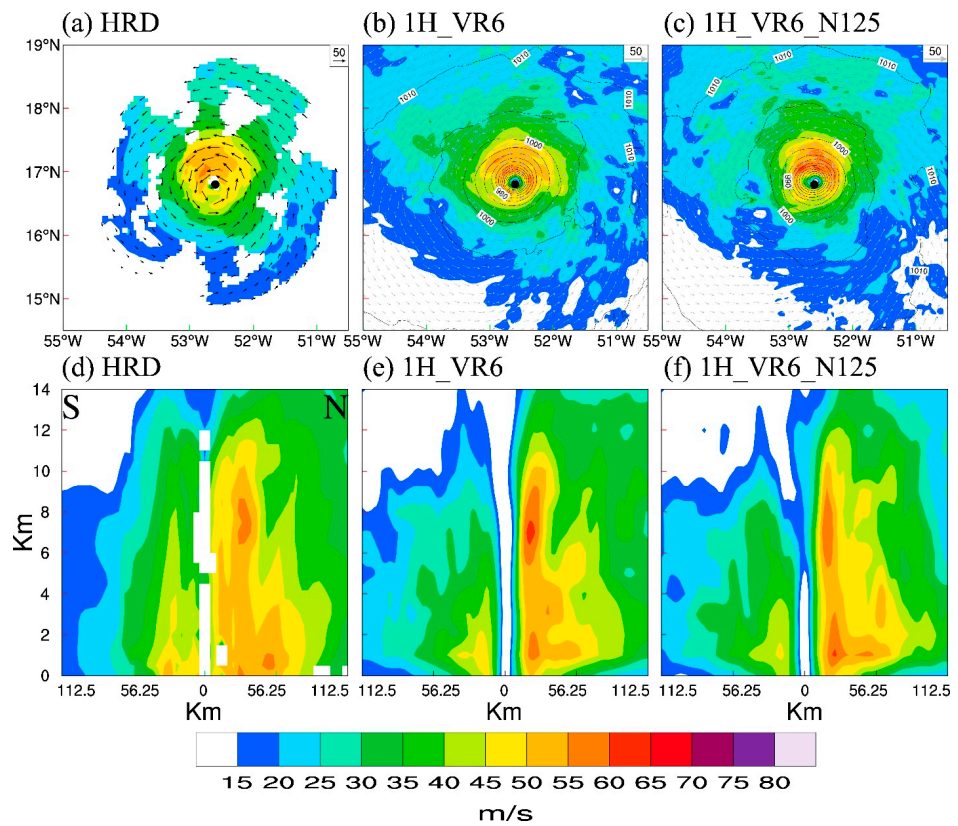 (a) HRD (b) 1H_VR6 (c) 1H_VR6_N125
19°N 50 50 50
18°N
17°N
16°N
15°N
1010 1010 1010 1000 960 1000
1010 1010 1010 1000 990 1000 1010
55°W 54°W 53°W 52°W 51°W 55°W 54°W 53°W 52°W 51°W 55°W 54°W 53°W 52°W 51°W
(d) HRD (e) 1H_VR6 (f) 1H_VR6_N125
14
S N
12
10
8
Km
6
4
2
0
112.5 56.25 0 56.25 112.5 112.5 56.25 0 56.25 112.5 112.5 56.25 0 56.25 112.5
Km Km Km
15 20 25 30 35 40 45 50 55 60 65 70 75 80
m/s